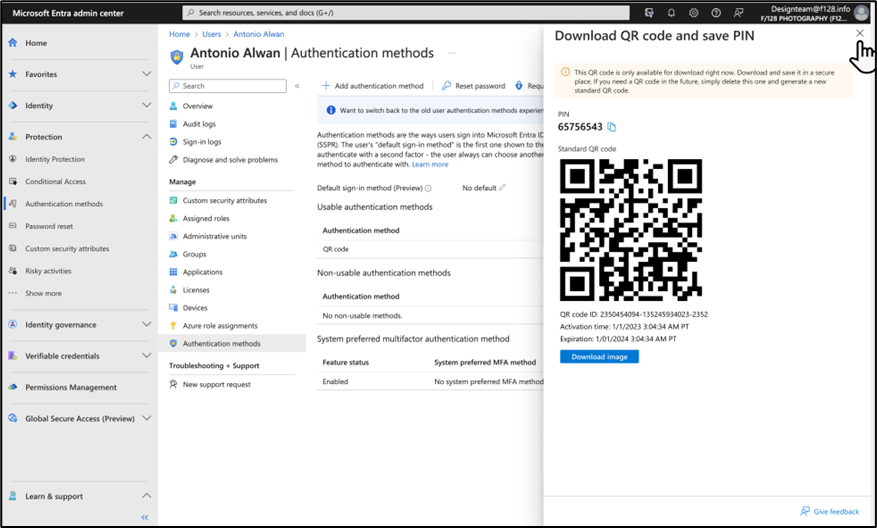 Microsoft Entra admin center
Search resources, services, and docs (G+/)
Designteam@f128.info
F/128 PHOTOGRAPHY (F12...
Home
Favorites
Identity
Protection
Identity Protection
Conditional Access
Authentication methods
Password reset
Custom security attributes
Risky activities
Show more
Identity governance
Verifiable credentials
Permissions Management
Global Secure Access (Preview)
Learn & support
Home > Users > Antonio Alwan
Antonio Alwan | Authentication methods ...
User
Search
Overview
Audit logs
Sign-in logs
Diagnose and solve problems
Manage
Custom security attributes
Assigned roles
Administrative units
Groups
Applications
Licenses
Devices
Azure role assignments
Authentication methods
Troubleshooting + Support
New support request
Add authentication method
Reset password
Requ
Want to switch back to the old user authentication methods experien
Authentication methods are the ways users sign into Microsoft Entra ID
(SSPR). The user's "default sign-in method" is the first one shown to the
authenticate with a second factor - the user always can choose another
method to authenticate with. Learn more
Default sign-in method (Preview) No default
Usable authentication methods
Authentication method
QR code
Non-usable authentication methods
Authentication method
No non-usable methods.
System preferred multifactor authentication method
Feature status System preferred MFA method
Enabled No system preferred MFA method
Download QR code and save PIN
This QR code is only available for download right now. Download and save it in a secure
place. If you need a QR code in the future, simply delete this one and generate a new
standard QR code.
PIN
65756543
Standard QR code
QR code ID: 2350454094-135245934023-2352
Activation time: 1/1/2023 3:04:34 AM PT
Expiration: 1/01/2024 3:04:34 AM PT
Download image
Give feedback